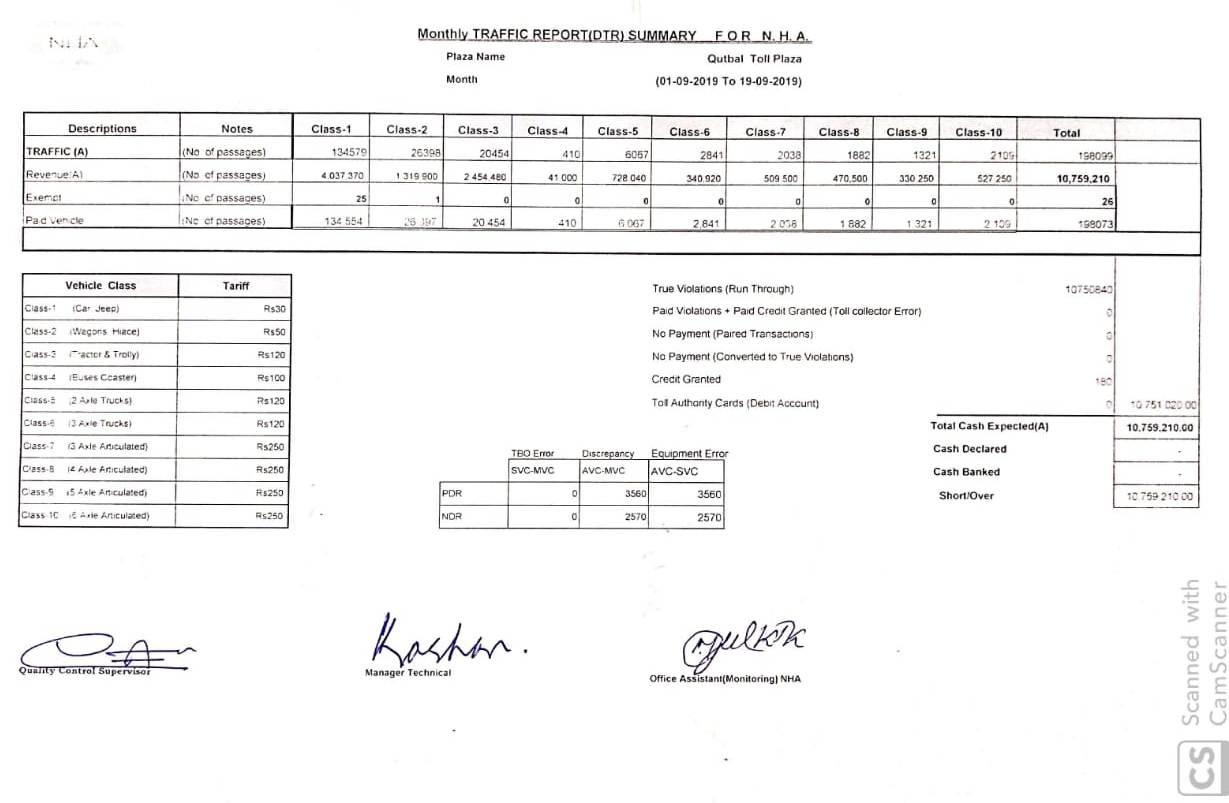 NHA
Monthly TRAFFIC REPORT(DTR) SUMMARY F O R N. H. A.
Plaza Name Qutbal Toll Plaza
Month (01-09-2019 To 19-09-2019)
Descriptions Notes Class-1 Class-2 Class-3 Class-4 Class-5 Class-6 Class-7 Class-8 Class-9 Class-10 Total
TRAFFIC (A) (No of passages) 134579 26398 20454 410 6067 2841 2038 1882 1321 2109 198099
Revenue(A) (No of passages) 4.037.370 1 319 900 2 454,480 41 000 728 040 340,920 509 500 470,500 330 250 527 250 10,759,210
Exempt (No of passages) 25 1 0 0 0 0 0 0 0 0 26
Paid Vehicle (No of passages) 134 554 26 397 20 454 410 6 067 2,841 2 038 1 882 1 321 2 109 198073
Vehicle Class Tariff
Class-1 (Car Jeep) Rs30
Class-2 (Wagons Hiace) Rs50
Class-3 (Tractor & Trolly) Rs120
Class-4 (Buses Coaster) Rs100
Class-5 (2 Axle Trucks) Rs120
Class-6 (3 Axle Trucks) Rs120
Class-7 (3 Axle Articulated) Rs250
Class-8 (4 Axle Articulated) Rs250
Class-9 (5 Axle Articulated) Rs250
Class-10 (6 Axle Articulated) Rs250
True Violations (Run Through) 10750840
Paid Violations + Paid Credit Granted (Toll collector Error) 0
No Payment (Paired Transactions) 0
No Payment (Converted to True Violations) 0
Credit Granted 180
Toll Authority Cards (Debit Account) 0 10 751 020 00
Total Cash Expected(A) 10.759,210.00
Cash Declared -
Cash Banked -
Short/Over 10 759 210 00
TBO Error Discrepancy Equipment Error
SVC-MVC AVC-MVC AVC-SVC
PDR 0 3560 3560
NDR 0 2570 2570
Kashan.
Quality Control Supervisor
Manager Technical
Office Assistant(Monitoring) NHA
Scanned with
CamScanner
CS